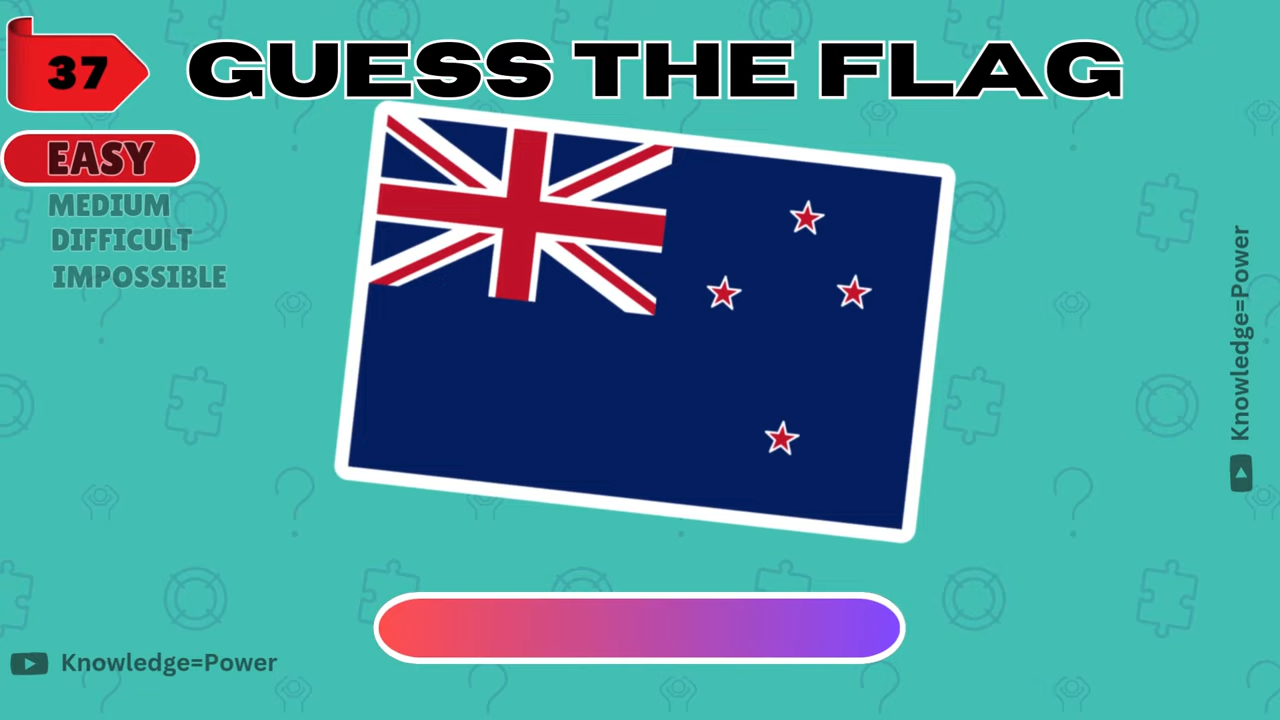 37
GUESS THE FLAG
EASY
MEDIUM
DIFFICULT
IMPOSSIBLE
Knowledge=Power
Knowledge=Power